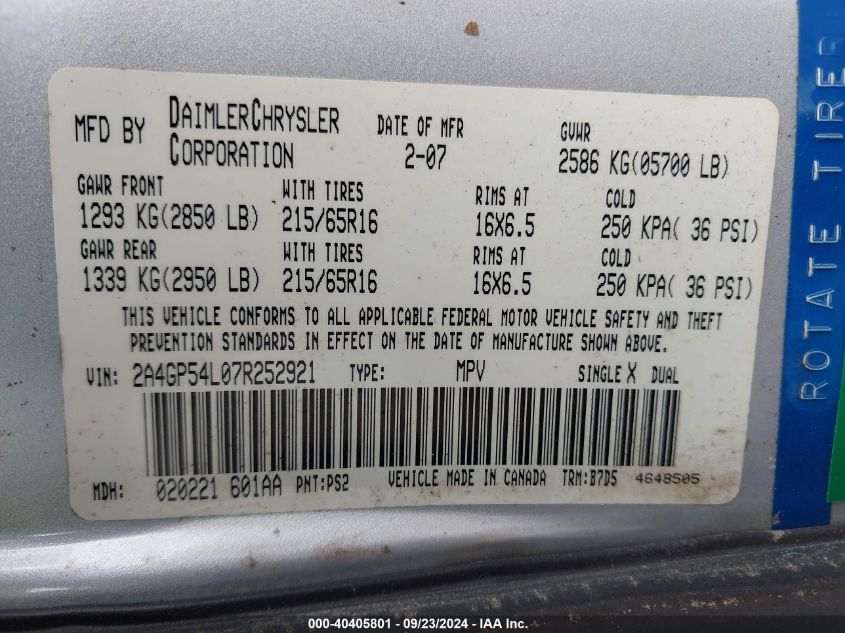 MFD BY DAIMLERCHRYSLER CORPORATION DATE OF MFR 2-07 GVWR 2586 KG(05700 LB)
GAWR FRONT WITH TIRES RIMS AT COLD
1293 KG(2850 LB) 215/65R16 16X6.5 250 KPA( 36 PSI)
GAWR REAR WITH TIRES RIMS AT COLD
1339 KG(2950 LB) 215/65R16 16X6.5 250 KPA( 36 PSI)
THIS VEHICLE CONFORMS TO ALL APPLICABLE FEDERAL MOTOR VEHICLE SAFETY AND THEFT
PREVENTION STANDARDS IN EFFECT ON THE DATE OF MANUFACTURE SHOWN ABOVE.
VIN: 2A4GP54L07R252921 TYPE: MPV SINGLE X DUAL
MDH: 020221 601AA PNT:PS2 VEHICLE MADE IN CANADA TRM:B7D5 4648505
ROTATE TIRES
000-40405801 - 09/23/2024 - IAA Inc.